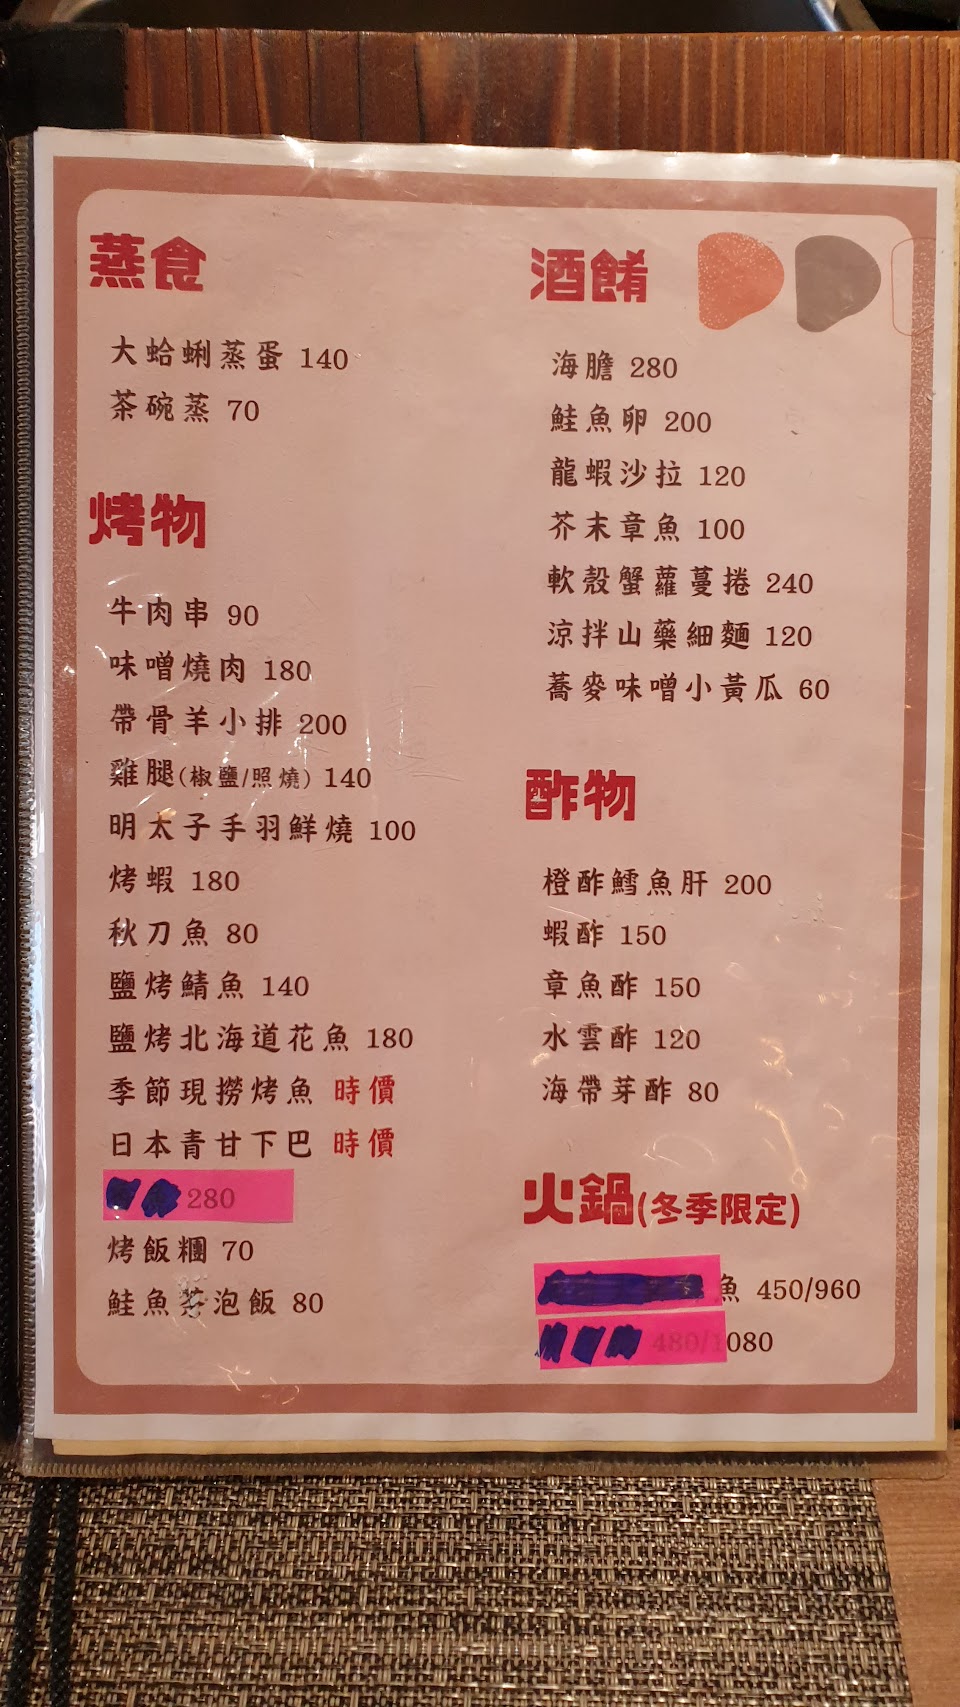 蒸食
大蛤蜊蒸蛋 140
茶碗蒸 70
烤物
牛肉串 90
味噌燒肉 180
帶骨羊小排 200
雞腿(椒鹽/照燒) 140
明太子手羽鮮燒 100
烤蝦 180
秋刀魚 80
鹽烤鯖魚 140
鹽烤北海道花魚 180
季節現撈烤魚 時價
日本青甘下巴 時價
280
烤飯糰 70
鮭魚茶泡飯 80
酒餚
海膽 280
鮭魚卵 200
龍蝦沙拉 120
芥末章魚 100
軟殼蟹蘿蔓捲 240
涼拌山藥細麵 120
蕎麥味噌小黃瓜 60
酢物
橙酢鱈魚肝 200
蝦酢 150
章魚酢 150
水雲酢 120
海帶芽酢 80
火鍋(冬季限定)
魚 450/960
480/1080